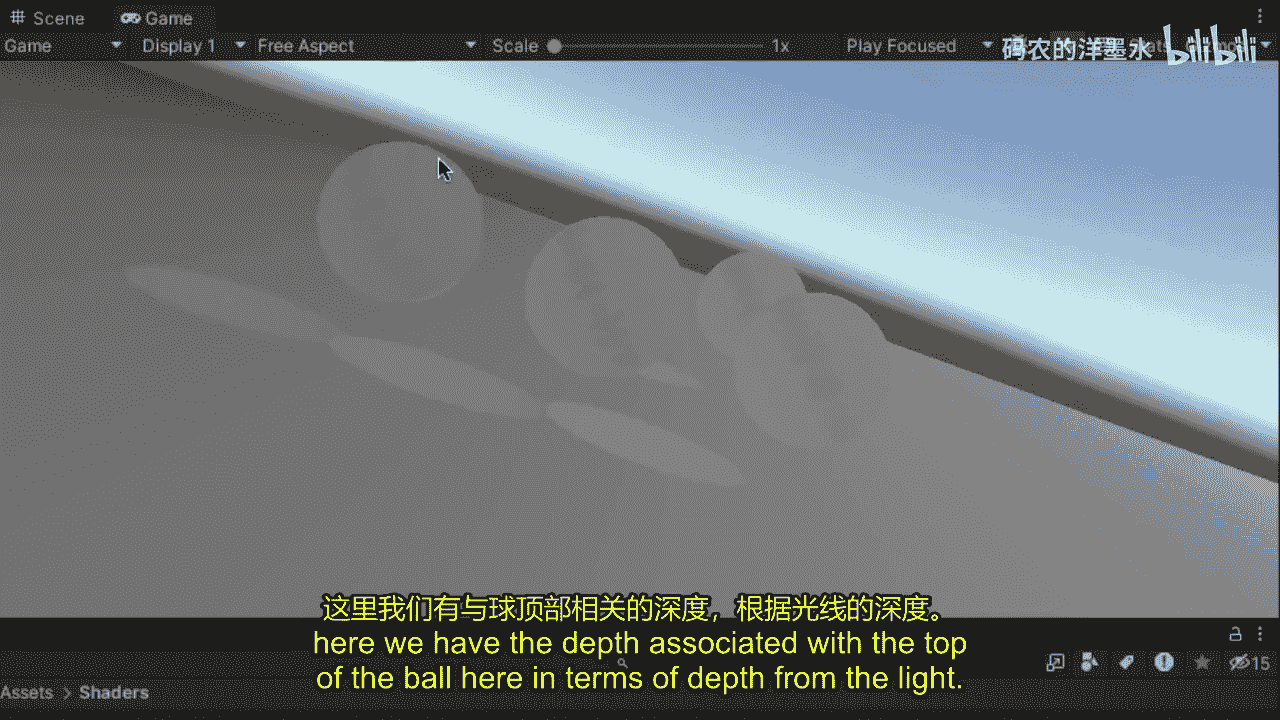 Scene Game
Game Display 1 Free Aspect Scale 1x Play Focused
码农的洋墨水 bilibili
这里我们有与球顶部相关的深度，根据光线的深度。
here we have the depth associated with the top
of the ball here in terms of depth from the light.
15
Assets > Shaders